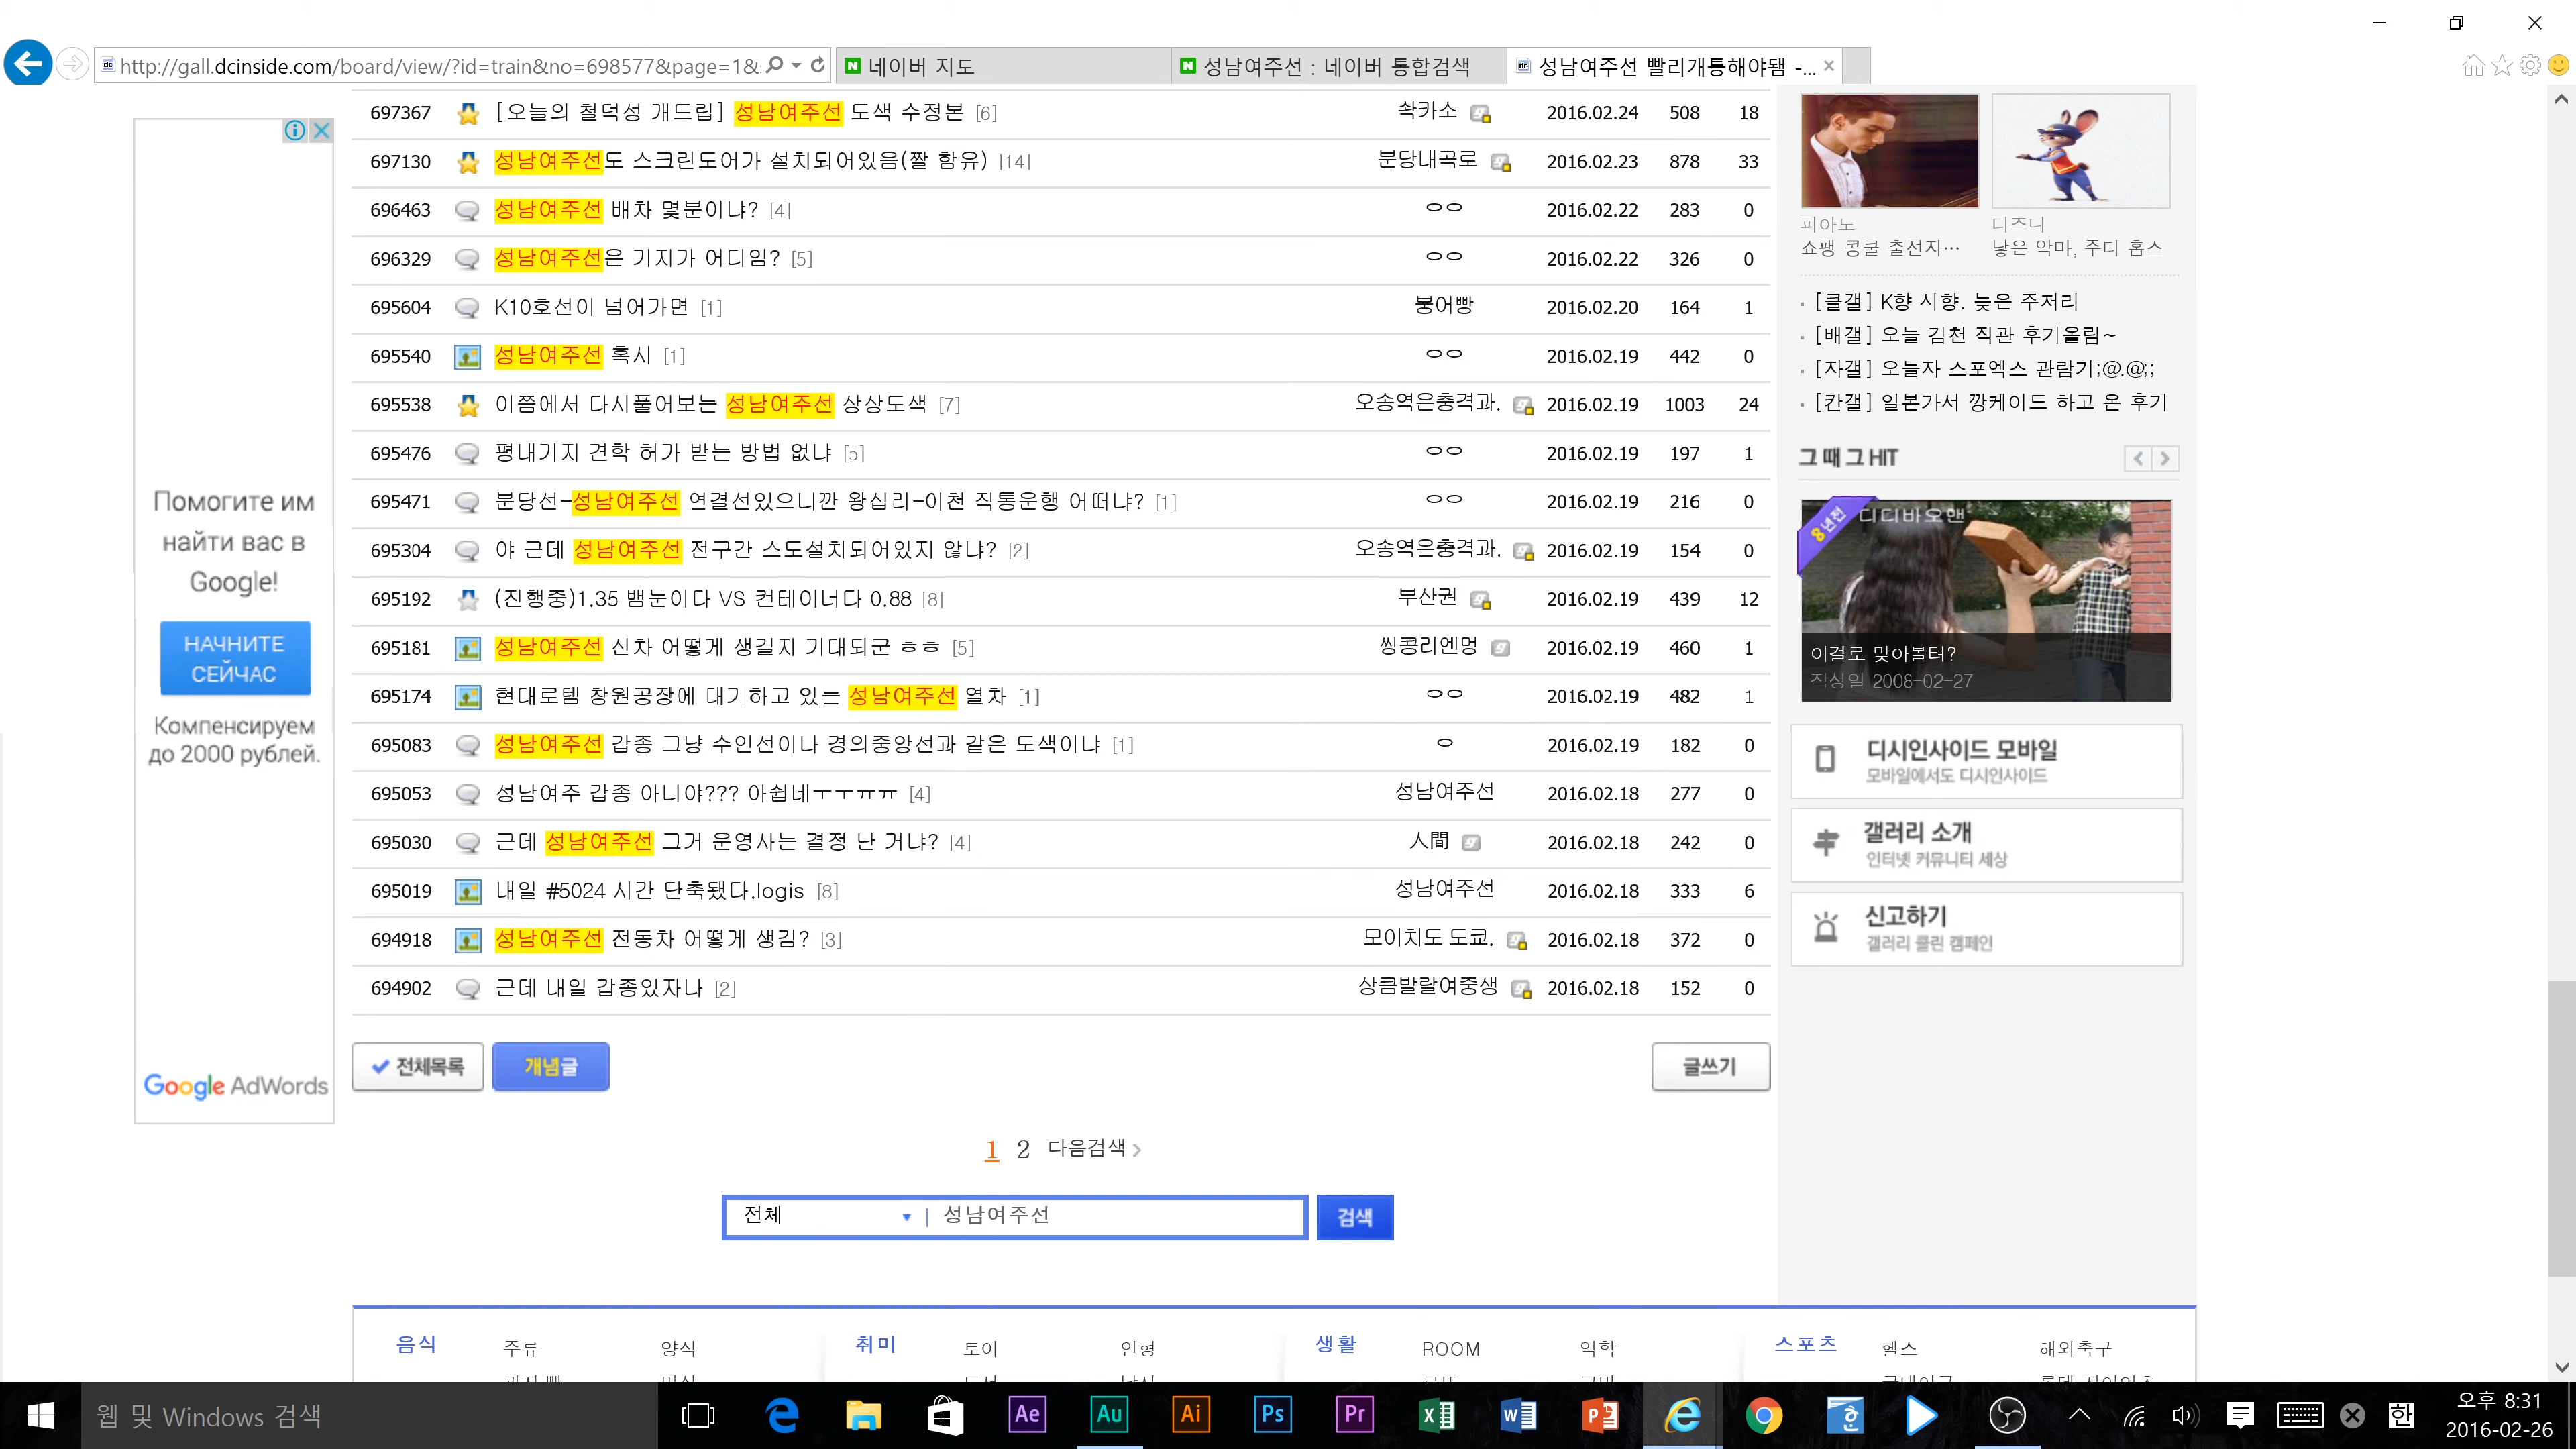 http://gall.dcinside.com/board/view/?id=train&no=698577&page=1&
네이버 지도
성남여주선 : 네이버 통합검색
성남여주선 빨리개통해야됌 -...
697367 [오늘의 철덕성 개드립] 성남여주선 도색 수정본 [6] 솩카소 2016.02.24 508 18
697130 성남여주선도 스크린도어가 설치되어있음(짤 함유) [14] 분당내곡로 2016.02.23 878 33
696463 성남여주선 배차 몇분이냐? [4] ㅇㅇ 2016.02.22 283 0
696329 성남여주선은 기지가 어디임? [5] ㅇㅇ 2016.02.22 326 0
695604 K10호선이 넘어가면 [1] 붕어빵 2016.02.20 164 1
695540 성남여주선 혹시 [1] ㅇㅇ 2016.02.19 442 0
695538 이쯤에서 다시풀어보는 성남여주선 상상도색 [7] 오송역은충격과. 2016.02.19 1003 24
695476 평내기지 견학 허가 받는 방법 없냐 [5] ㅇㅇ 2016.02.19 197 1
695471 분당선-성남여주선 연결선있으니깐 왕십리-이천 직통운행 어떠냐? [1] ㅇㅇ 2016.02.19 216 0
695304 야 근데 성남여주선 전구간 스도설치되어있지 않냐? [2] 오송역은충격과. 2016.02.19 154 0
695192 (진행중)1.35 뱀눈이다 VS 컨테이너다 0.88 [8] 부산권 2016.02.19 439 12
695181 성남여주선 신차 어떻게 생길지 기대되군 ㅎㅎ [5] 씽콩리엔멍 2016.02.19 460 1
695174 현대로템 창원공장에 대기하고 있는 성남여주선 열차 [1] ㅇㅇ 2016.02.19 482 1
695083 성남여주선 갑종 그냥 수인선이나 경의중앙선과 같은 도색이냐 [1] ㅇ 2016.02.19 182 0
695053 성남여주 갑종 아니야??? 아쉽네ㅜㅜㅠㅠ [4] 성남여주선 2016.02.18 277 0
695030 근데 성남여주선 그거 운영사는 결정 난 거냐? [4] 人間 2016.02.18 242 0
695019 내일 #5024 시간 단축됐다.logis [8] 성남여주선 2016.02.18 333 6
694918 성남여주선 전동차 어떻게 생김? [3] 모이치도 도쿄. 2016.02.18 372 0
694902 근데 내일 갑종있자나 [2] 상큼발랄여중생 2016.02.18 152 0
전체목록 개념글 글쓰기
1 2 다음검색
전체 성남여주선 검색
Помогите им
найти вас в
Google!
НАЧНИТЕ
СЕЙЧАС
Компенсируем
до 2000 рублей.
Google AdWords
피아노 디즈니
쇼팽 콩쿨 출전자… 낳은 악마, 주디 홉스
[클갤] K향 시향. 늦은 주저리
[배갤] 오늘 김천 직관 후기올림~
[자갤] 오늘자 스포엑스 관람기;@.@;;
[칸갤] 일본가서 깡케이드 하고 온 후기
그 때 그 HIT
8년전
디디바오맨
이걸로 맞아볼텨?
작성일 2008-02-27
디시인사이드 모바일
모바일에서도 디시인사이드
갤러리 소개
인터넷 커뮤니티 세상
신고하기
갤러리 클린 캠페인
음식 주류 양식 취미 토이 인형 생활 ROOM 역학 스포츠 헬스 해외축구
웹 및 Windows 검색
Ae Au Ai Ps Pr
한
오후 8:31
2016-02-26